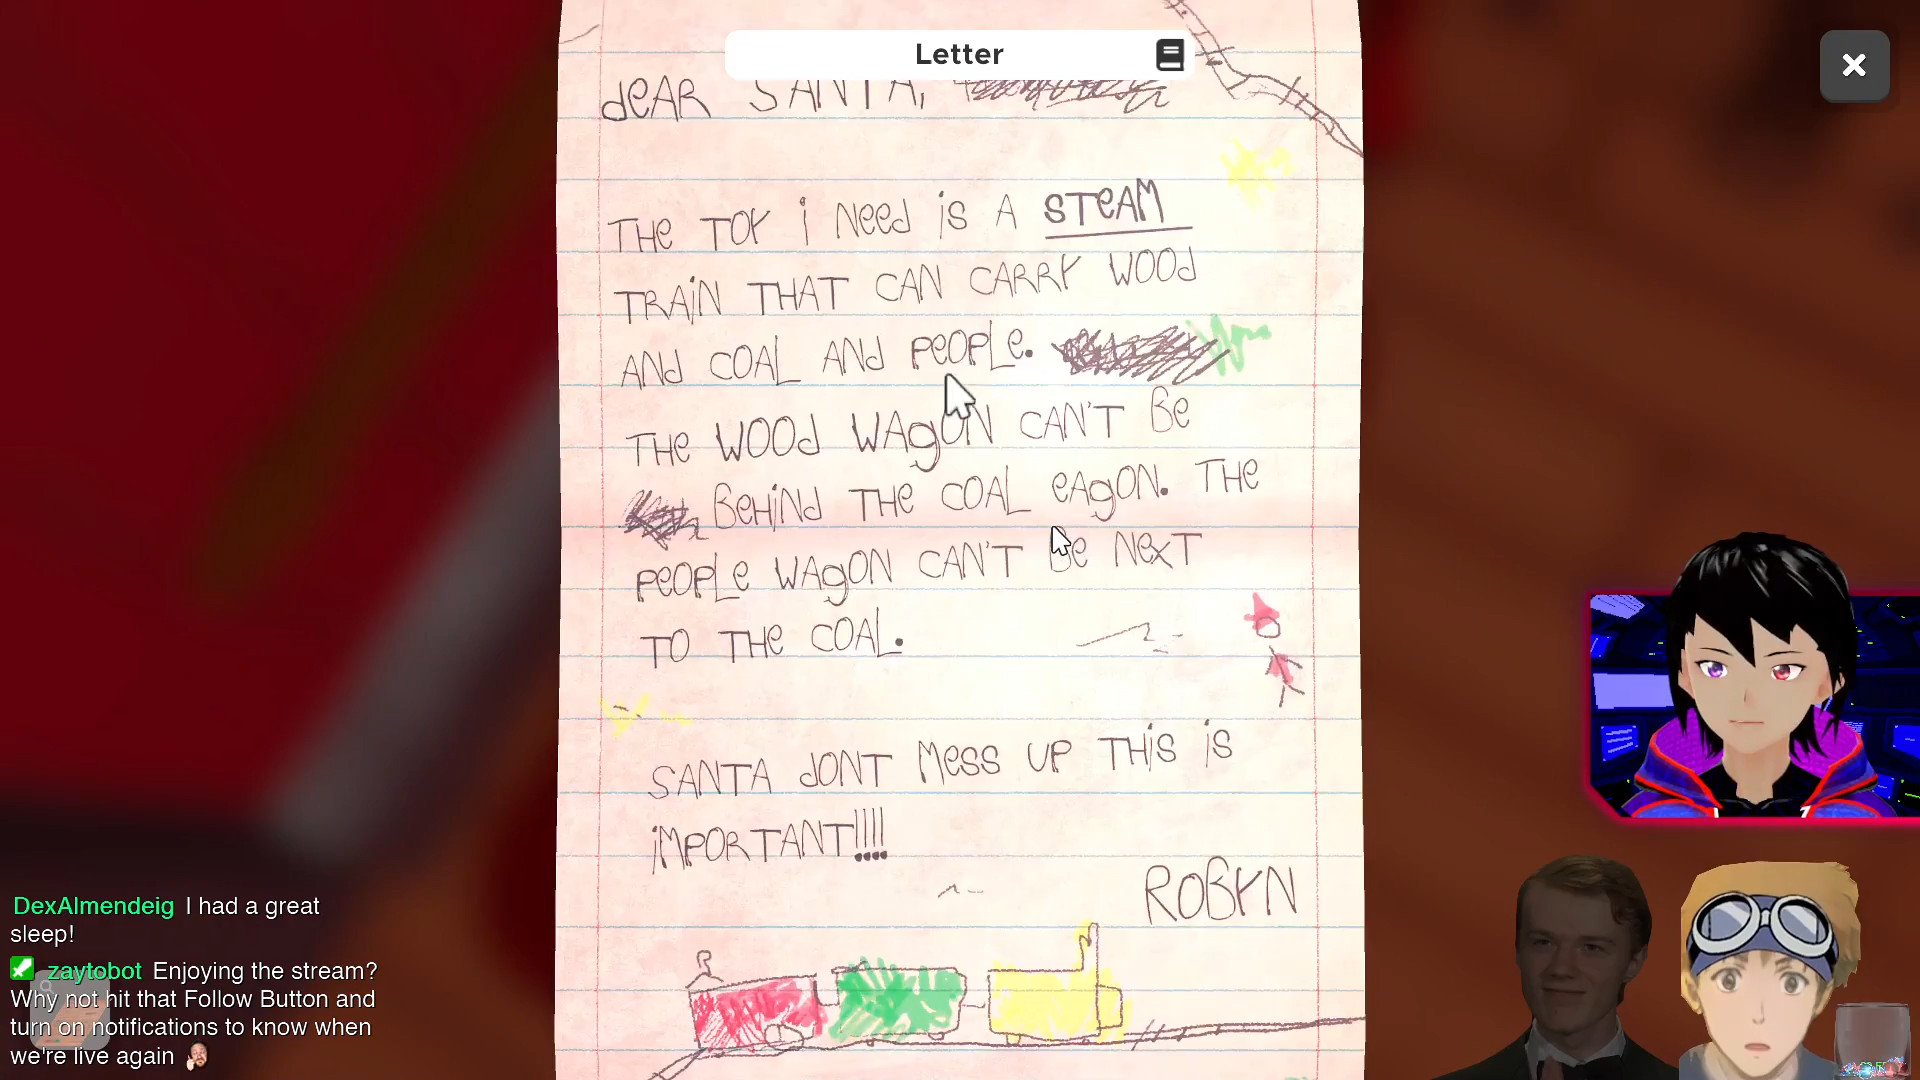 Letter
dEAR SANTA,
THE TOY i NEEd iS A STEAM
TRAiN THAT CAN CARRY WOOd
ANd COAL ANd PEOPLE.
THE WOOd WAgON CAN'T BE
BEHiNd THE COAL EAgON. THE
PEOPLE WAgON CAN'T BE NEXT
TO THE COAL.
SANTA dONT MESS UP THiS iS
iMPORTANT!!!!
ROBYN
DexAlmendeig I had a great
sleep!
zaytobot Enjoying the stream?
Why not hit that Follow Button and
turn on notifications to know when
we're live again